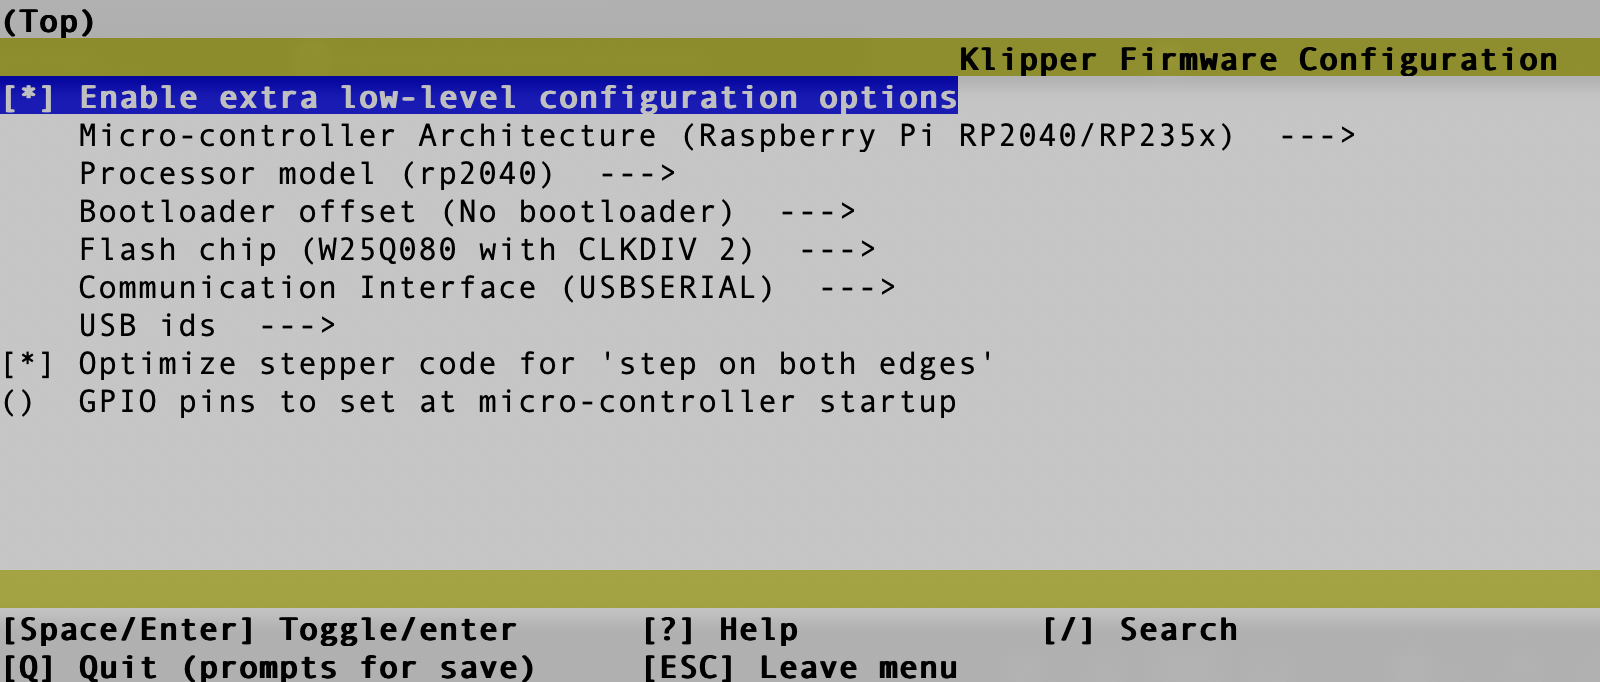 (Top)
Klipper Firmware Configuration
[*] Enable extra low-level configuration options
Micro-controller Architecture (Raspberry Pi RP2040/RP235x)  --->
Processor model (rp2040)  --->
Bootloader offset (No bootloader)  --->
Flash chip (W25Q080 with CLKDIV 2)  --->
Communication Interface (USBSERIAL)  --->
USB ids  --->
[*] Optimize stepper code for 'step on both edges'
()  GPIO pins to set at micro-controller startup
[Space/Enter] Toggle/enter [?] Help [/] Search
[Q] Quit (prompts for save) [ESC] Leave menu